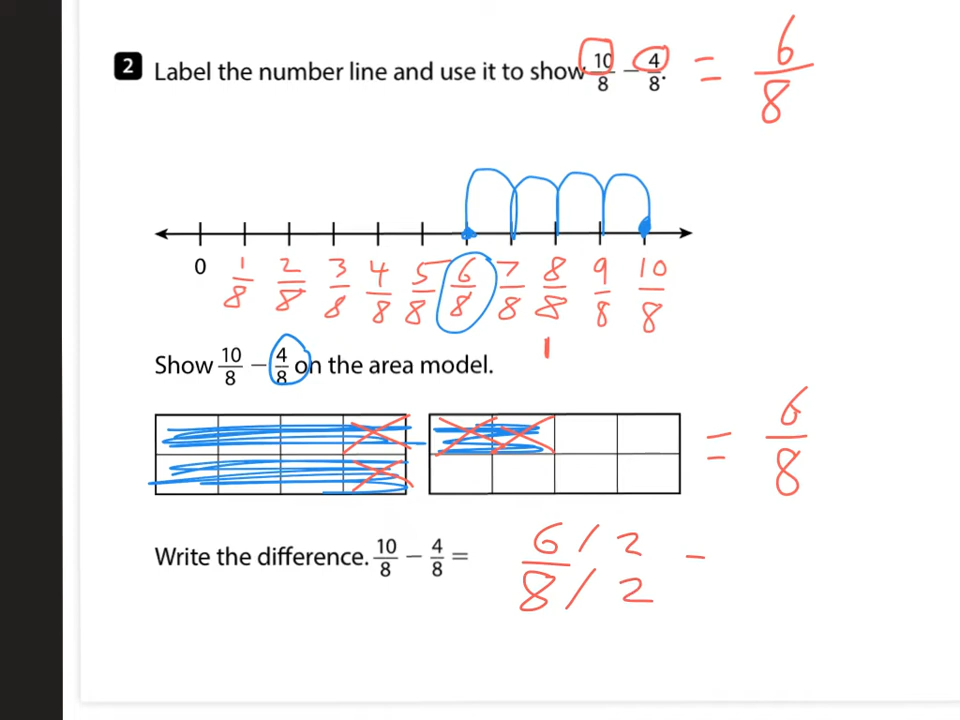 2 Label the number line and use it to show 10/8 − 4/8. = 6/8
0 1/8 2/8 3/8 4/8 5/8 6/8 7/8 8/8 9/8 10/8
1
Show 10/8 − 4/8 on the area model.
= 6/8
Write the difference. 10/8 − 4/8 = 6 / 2 -
8 / 2